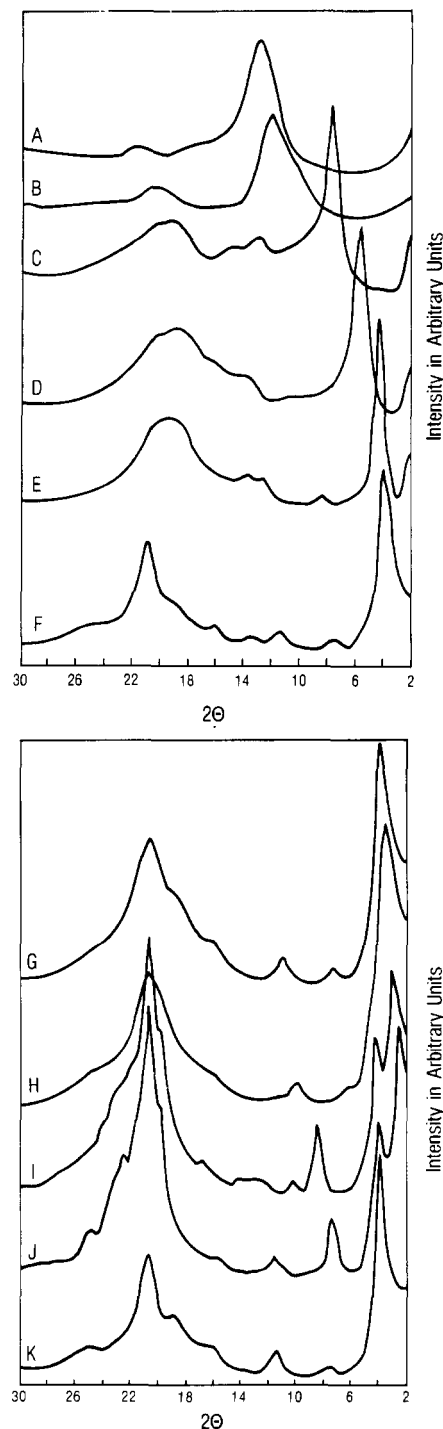 A
B
C
D
E
F
Intensity in Arbitrary Units
30 26 22 18 14 10 6 2
2Θ
G
H
I
J
K
Intensity in Arbitrary Units
30 26 22 18 14 10 6 2
2Θ